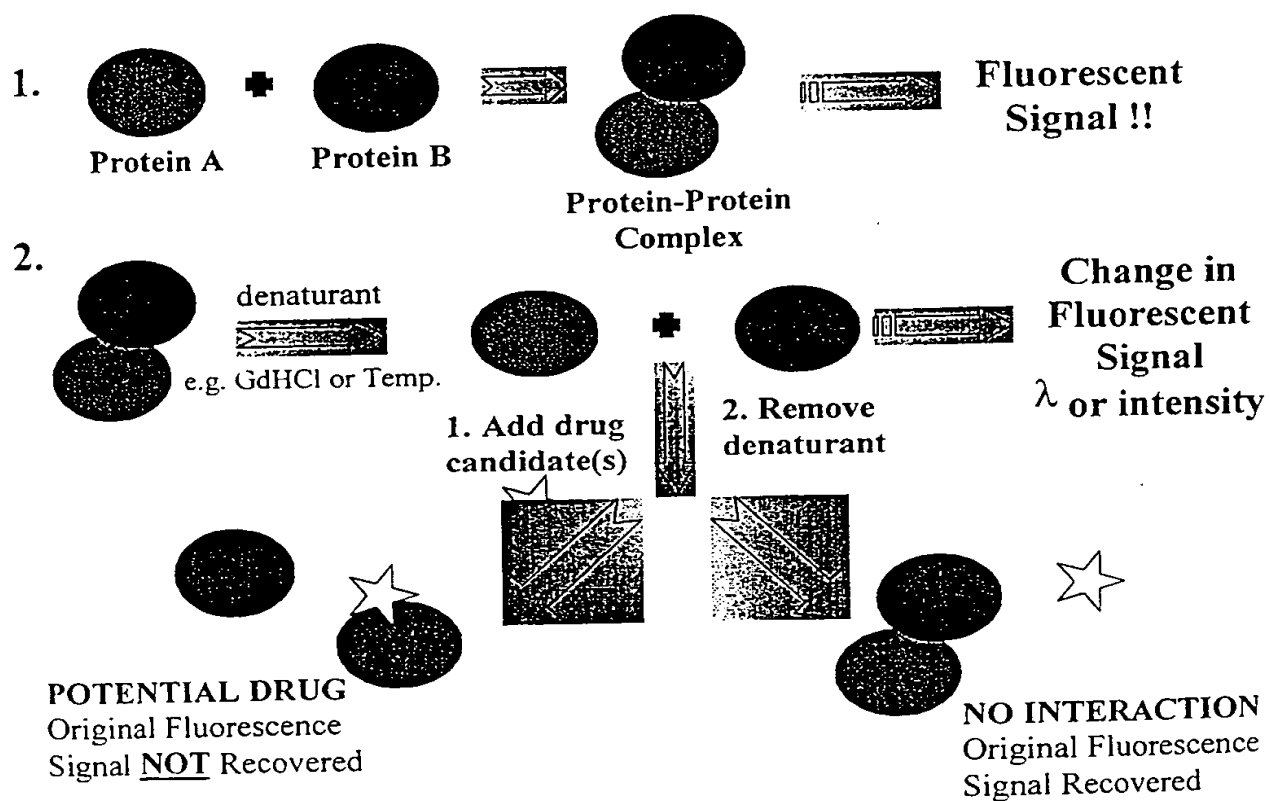 1.
Protein A
Protein B
Protein-Protein
Complex
Fluorescent
Signal !!
2.
denaturant
e.g. GdHCl or Temp.
Change in
Fluorescent
Signal
λ or intensity
1. Add drug
candidate(s)
2. Remove
denaturant
POTENTIAL DRUG
Original Fluorescence
Signal NOT Recovered
NO INTERACTION
Original Fluorescence
Signal Recovered